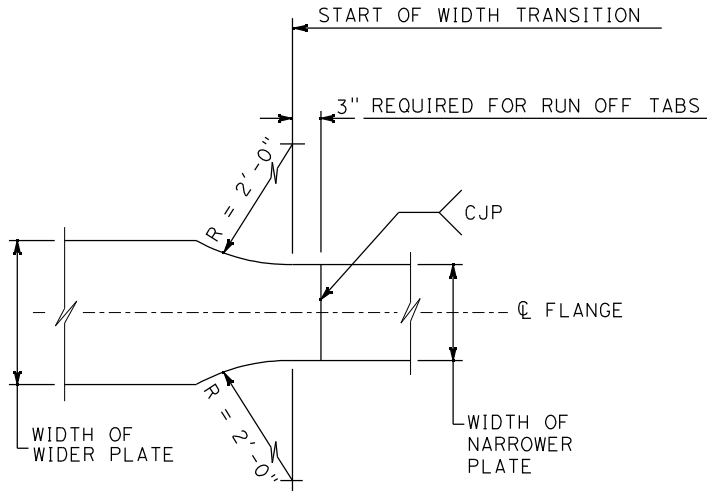 START OF WIDTH TRANSITION
3" REQUIRED FOR RUN OFF TABS
R = 2'-0"
CJP
℄ FLANGE
R = 2'-0"
WIDTH OF
WIDER PLATE
WIDTH OF
NARROWER
PLATE